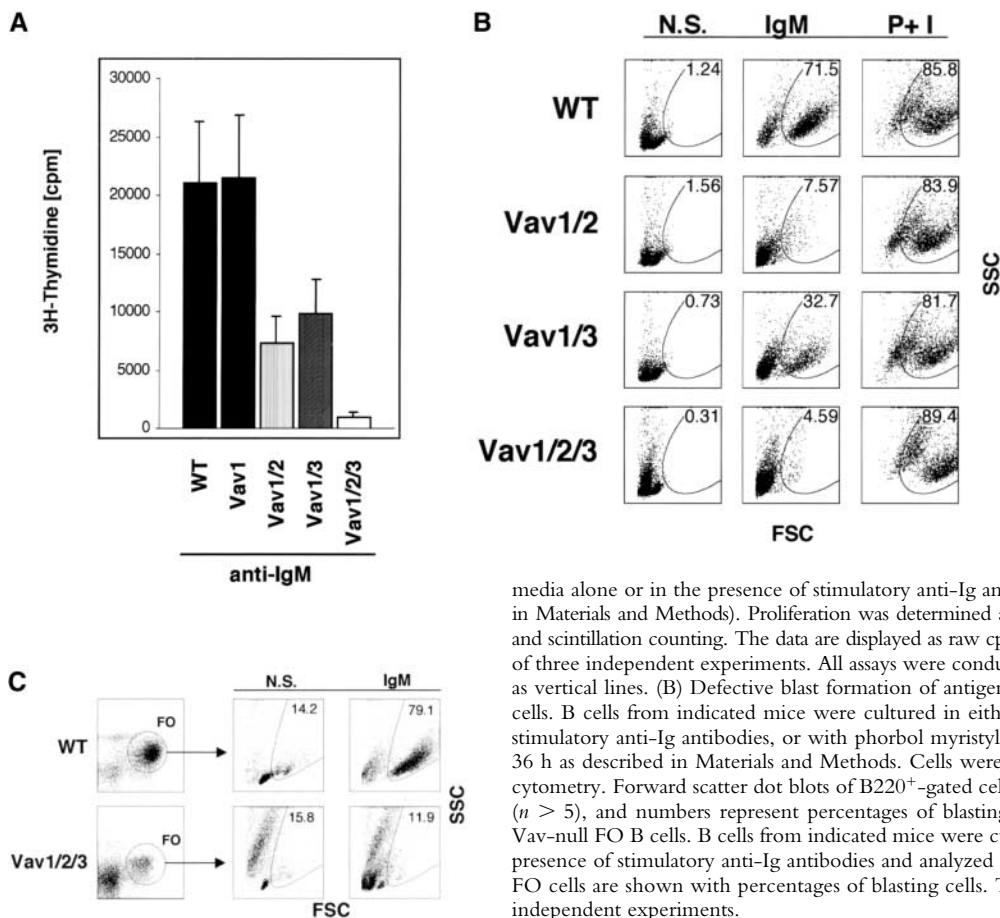 A
30000
25000
20000
15000
10000
5000
0
3H-Thymidine [cpm]
WT
Vav1
Vav1/2
Vav1/3
Vav1/2/3
anti-IgM
B
N.S. IgM P+ I
WT 1.24 71.5 85.8
Vav1/2 1.56 7.57 83.9
Vav1/3 0.73 32.7 81.7
Vav1/2/3 0.31 4.59 89.4
SSC
FSC
C
N.S. IgM
WT FO 14.2 79.1
Vav1/2/3 FO 15.8 11.9
SSC
FSC
media alone or in the presence of stimulatory anti-Ig an
in Materials and Methods). Proliferation was determined a
and scintillation counting. The data are displayed as raw cp
of three independent experiments. All assays were condu
as vertical lines. (B) Defective blast formation of antigen
cells. B cells from indicated mice were cultured in eith
stimulatory anti-Ig antibodies, or with phorbol myristyl
36 h as described in Materials and Methods. Cells were
cytometry. Forward scatter dot blots of B220⁺-gated cel
(n > 5), and numbers represent percentages of blasting
Vav-null FO B cells. B cells from indicated mice were cu
presence of stimulatory anti-Ig antibodies and analyzed
FO cells are shown with percentages of blasting cells. T
independent experiments.